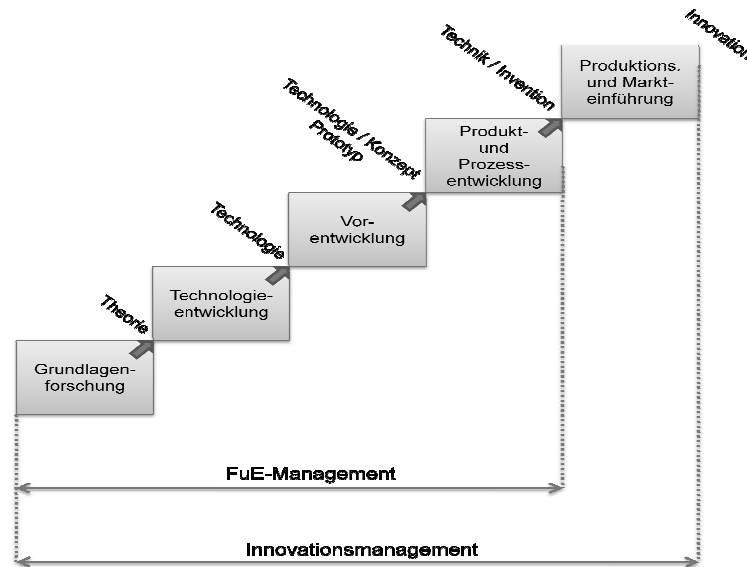 Innovation
Technik / Invention
Produktions.
und Markt-
einführung
Technologie / Konzept
Prototyp
Produkt-
und
Prozess-
entwicklung
Technologie
Vor-
entwicklung
Theorie
Technologie-
entwicklung
Grundlagen-
forschung
FuE-Management
Innovationsmanagement